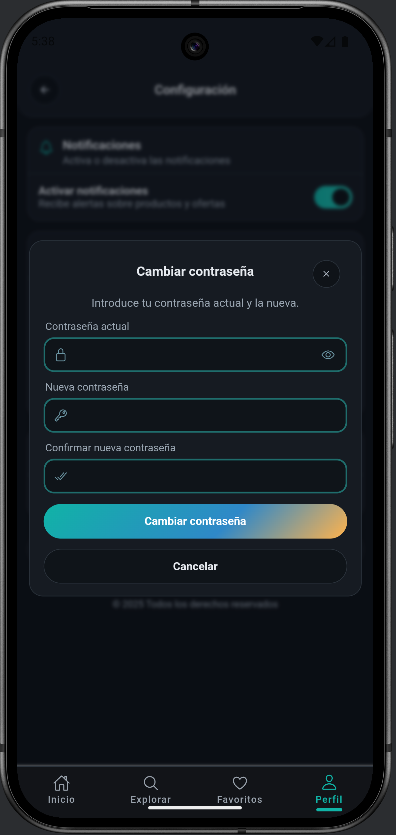 5:38
Configuración
Notificaciones
Activa o desactiva las notificaciones
Activar notificaciones
Recibe alertas sobre productos y ofertas
Cambiar contraseña
Introduce tu contraseña actual y la nueva.
Contraseña actual
Nueva contraseña
Confirmar nueva contraseña
Cambiar contraseña
Cancelar
© 2025 Todos los derechos reservados
Inicio
Explorar
Favoritos
Perfil